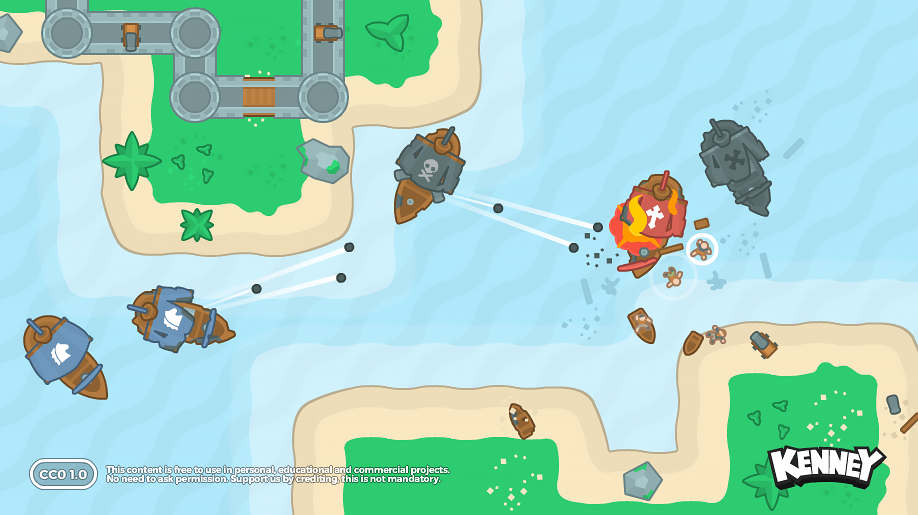 CC0 1.0
This content is free to use in personal, educational and commercial projects.
No need to ask permission. Support us by crediting, this is not mandatory.
KENNEY